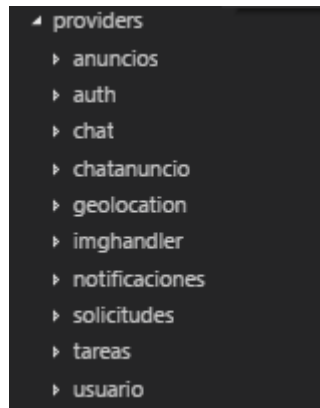 providers
anuncios
auth
chat
chatanuncio
geolocation
imghandler
notificaciones
solicitudes
tareas
usuario